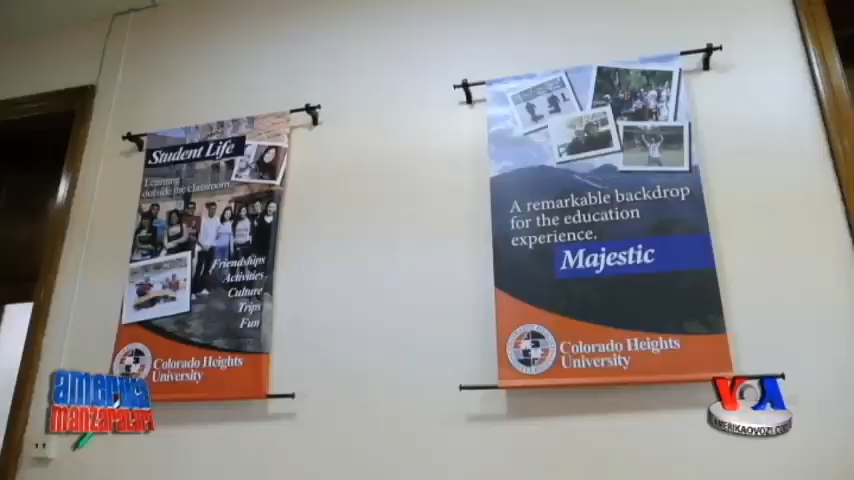 Student Life
Learning
outside the classroom.
Friendships
Activities
Culture
Trips
Fun
Colorado Heights
University
A remarkable backdrop
for the education
experience.
Majestic
Colorado Heights
University
amerika
manzaralari
VOA
AMERIKAOVOZI.COM